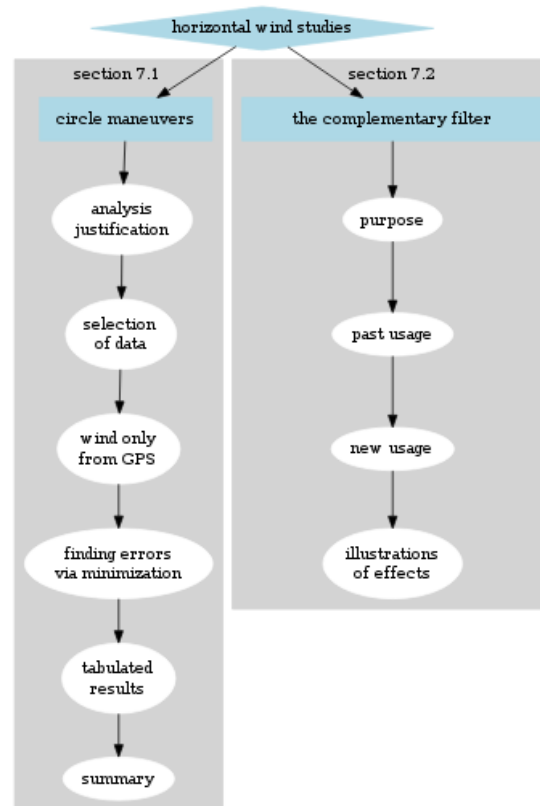 horizontal wind studies
section 7.1
circle maneuvers
analysis
justification
selection
of data
wind only
from GPS
finding errors
via minimization
tabulated
results
summary
section 7.2
the complementary filter
purpose
past usage
new usage
illustrations
of effects